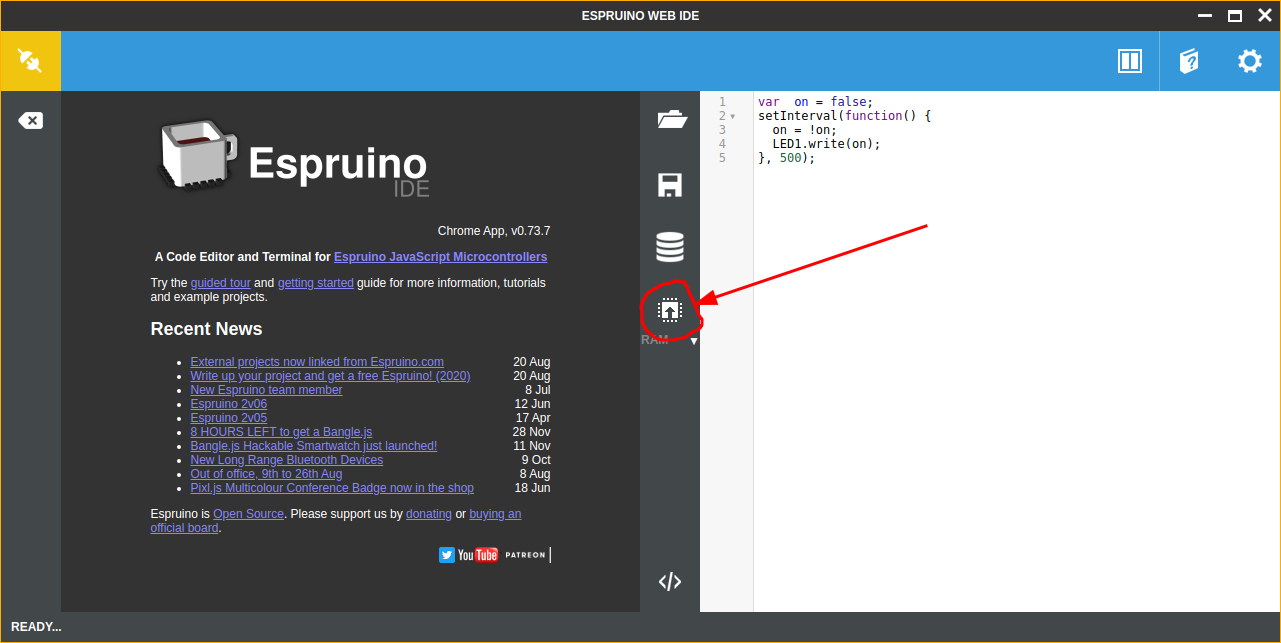 ESPRUINO WEB IDE
Espruino
IDE
Chrome App, v0.73.7
A Code Editor and Terminal for Espruino JavaScript Microcontrollers
Try the guided tour and getting started guide for more information, tutorials
and example projects.
Recent News
External projects now linked from Espruino.com 20 Aug
Write up your project and get a free Espruino! (2020) 20 Aug
New Espruino team member 8 Jul
Espruino 2v06 12 Jun
Espruino 2v05 17 Apr
8 HOURS LEFT to get a Bangle.js 28 Nov
Bangle.js Hackable Smartwatch just launched! 11 Nov
New Long Range Bluetooth Devices 9 Oct
Out of office, 9th to 26th Aug 8 Aug
Pixl.js Multicolour Conference Badge now in the shop 18 Jun
Espruino is Open Source. Please support us by donating or buying an
official board.
YouTube PATREON
RAM
1 var  on = false;
2 setInterval(function() {
3   on = !on;
4   LED1.write(on);
5 }, 500);
READY...